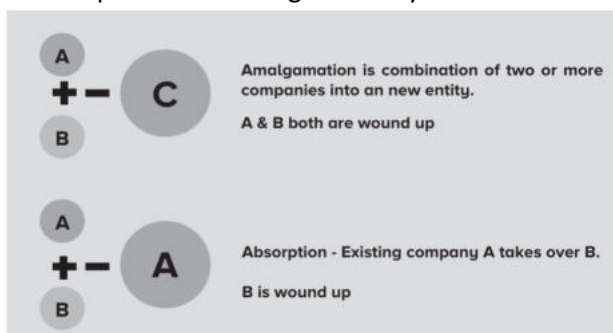 A
+ –
B
C
Amalgamation is combination of two or more
companies into an new entity.
A & B both are wound up
A
+ –
B
A
Absorption - Existing company A takes over B.
B is wound up